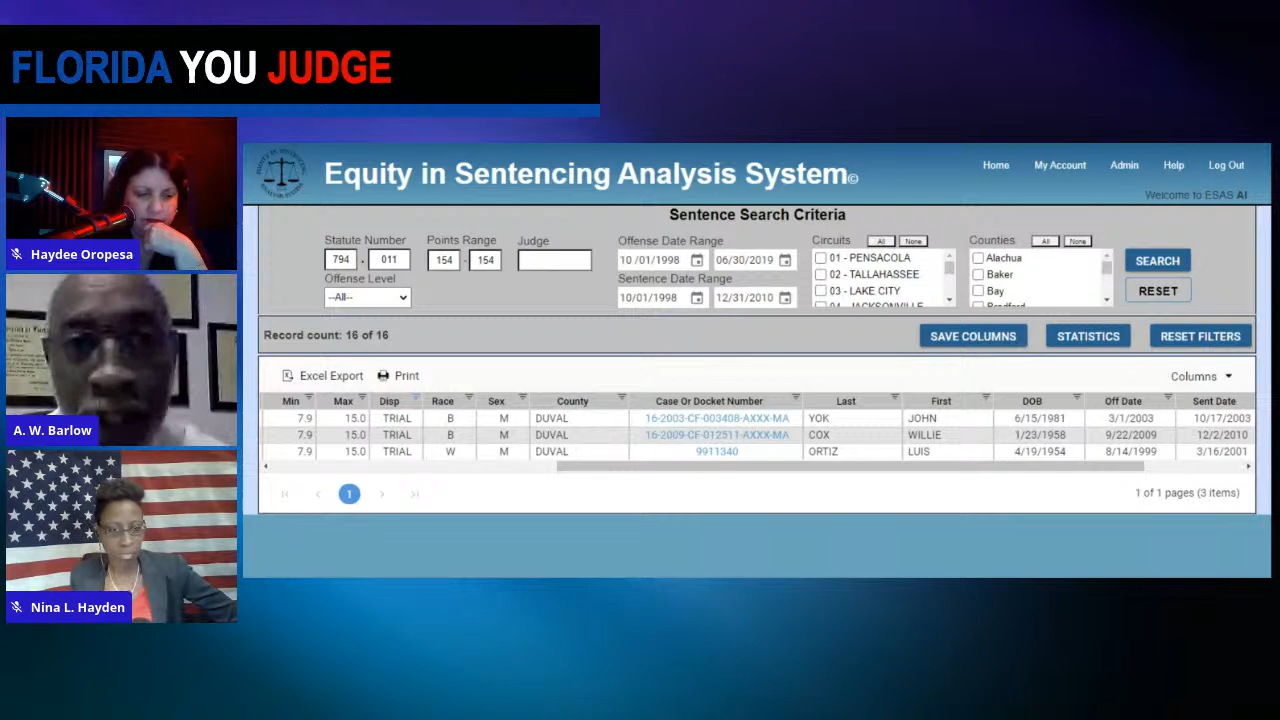 FLORIDA YOU JUDGE
Equity in Sentencing Analysis System©
Home My Account Admin Help Log Out
Welcome to ESAS AI
Sentence Search Criteria
Statute Number Points Range Judge Offense Date Range Circuits All None Counties All None
794 . 011 154 - 154 10/01/1998 06/30/2019 01 - PENSACOLA Alachua SEARCH
Offense Level Sentence Date Range 02 - TALLAHASSEE Baker
--All-- 10/01/1998 12/31/2010 03 - LAKE CITY Bay RESET
04 - JACKSONVILLE Bradford
Record count: 16 of 16 SAVE COLUMNS STATISTICS RESET FILTERS
Excel Export Print Columns
Min Max Disp Race Sex County Case Or Docket Number Last First DOB Off Date Sent Date
7.9 15.0 TRIAL B M DUVAL 16-2003-CF-003408-AXXX-MA YOK JOHN 6/15/1981 3/1/2003 10/17/2003
7.9 15.0 TRIAL B M DUVAL 16-2009-CF-012511-AXXX-MA COX WILLIE 1/23/1958 9/22/2009 12/2/2010
7.9 15.0 TRIAL W M DUVAL 9911340 ORTIZ LUIS 4/19/1954 8/14/1999 3/16/2001
1 1 of 1 pages (3 items)
Haydee Oropesa
A. W. Barlow
Nina L. Hayden